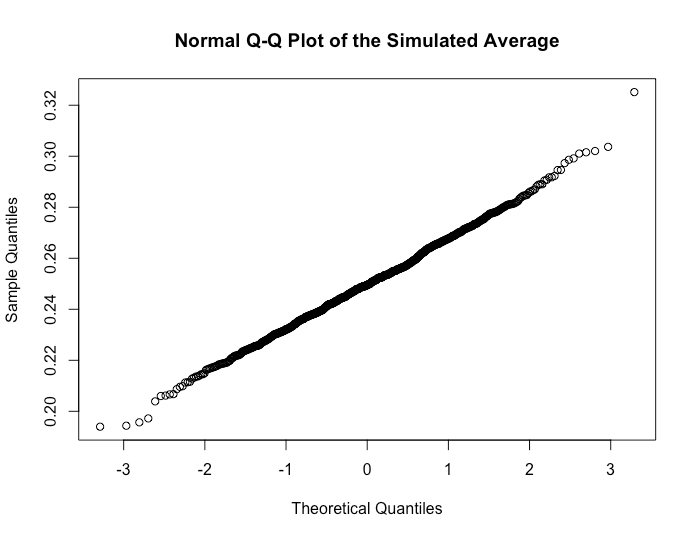 Normal Q-Q Plot of the Simulated Average
Sample Quantiles
0.32
0.30
0.28
0.26
0.24
0.22
0.20
-3 -2 -1 0 1 2 3
Theoretical Quantiles